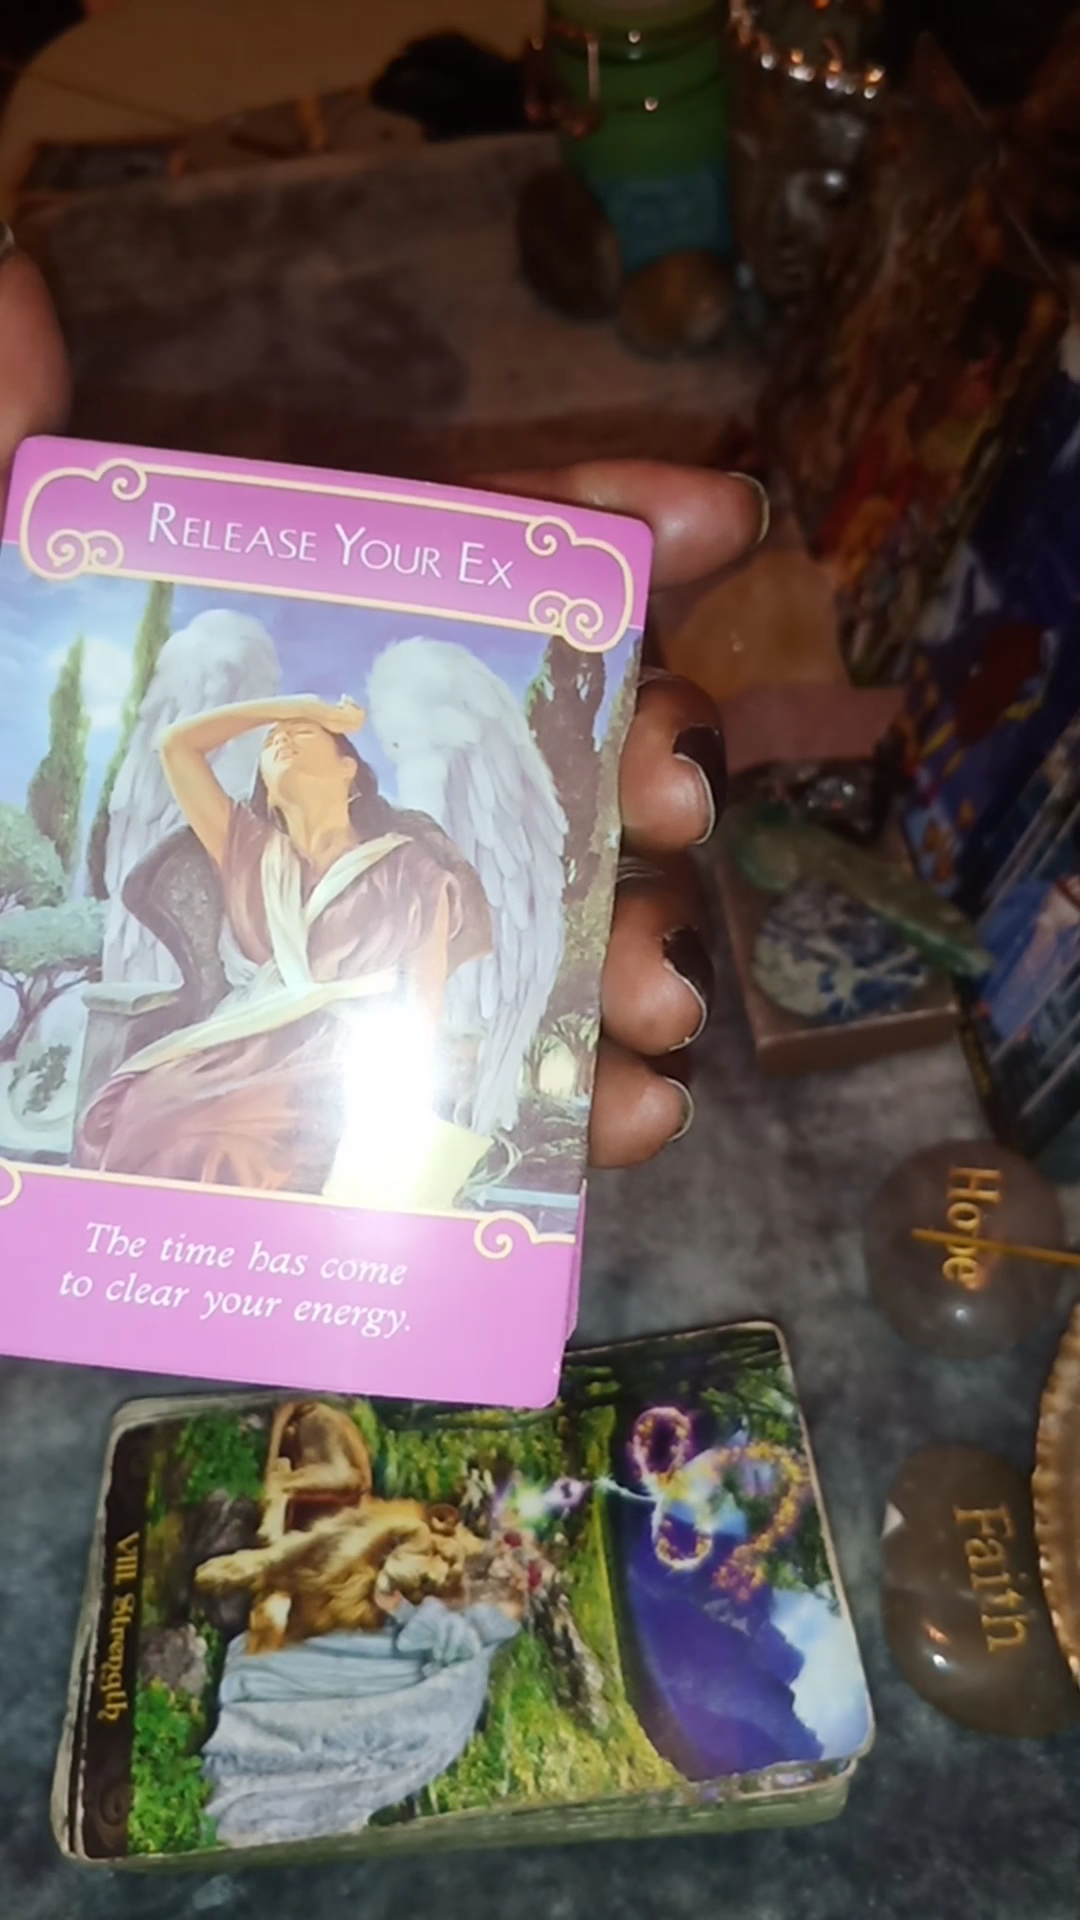 RELEASE YOUR EX
The time has come
to clear your energy.
Hope
Faith
VIII Strength